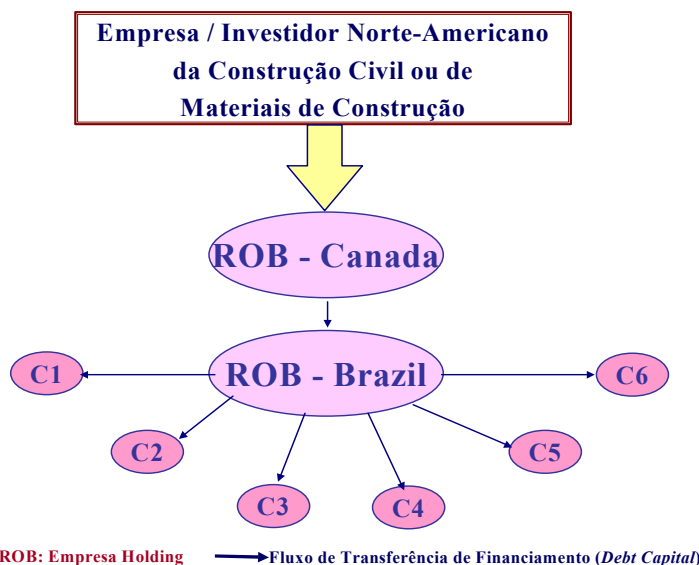 Empresa / Investidor Norte-Americano
da Construção Civil ou de
Materiais de Construção
ROB - Canada
ROB - Brazil
C1
C6
C2
C5
C3
C4
ROB: Empresa Holding
Fluxo de Transferência de Financiamento (Debt Capital)